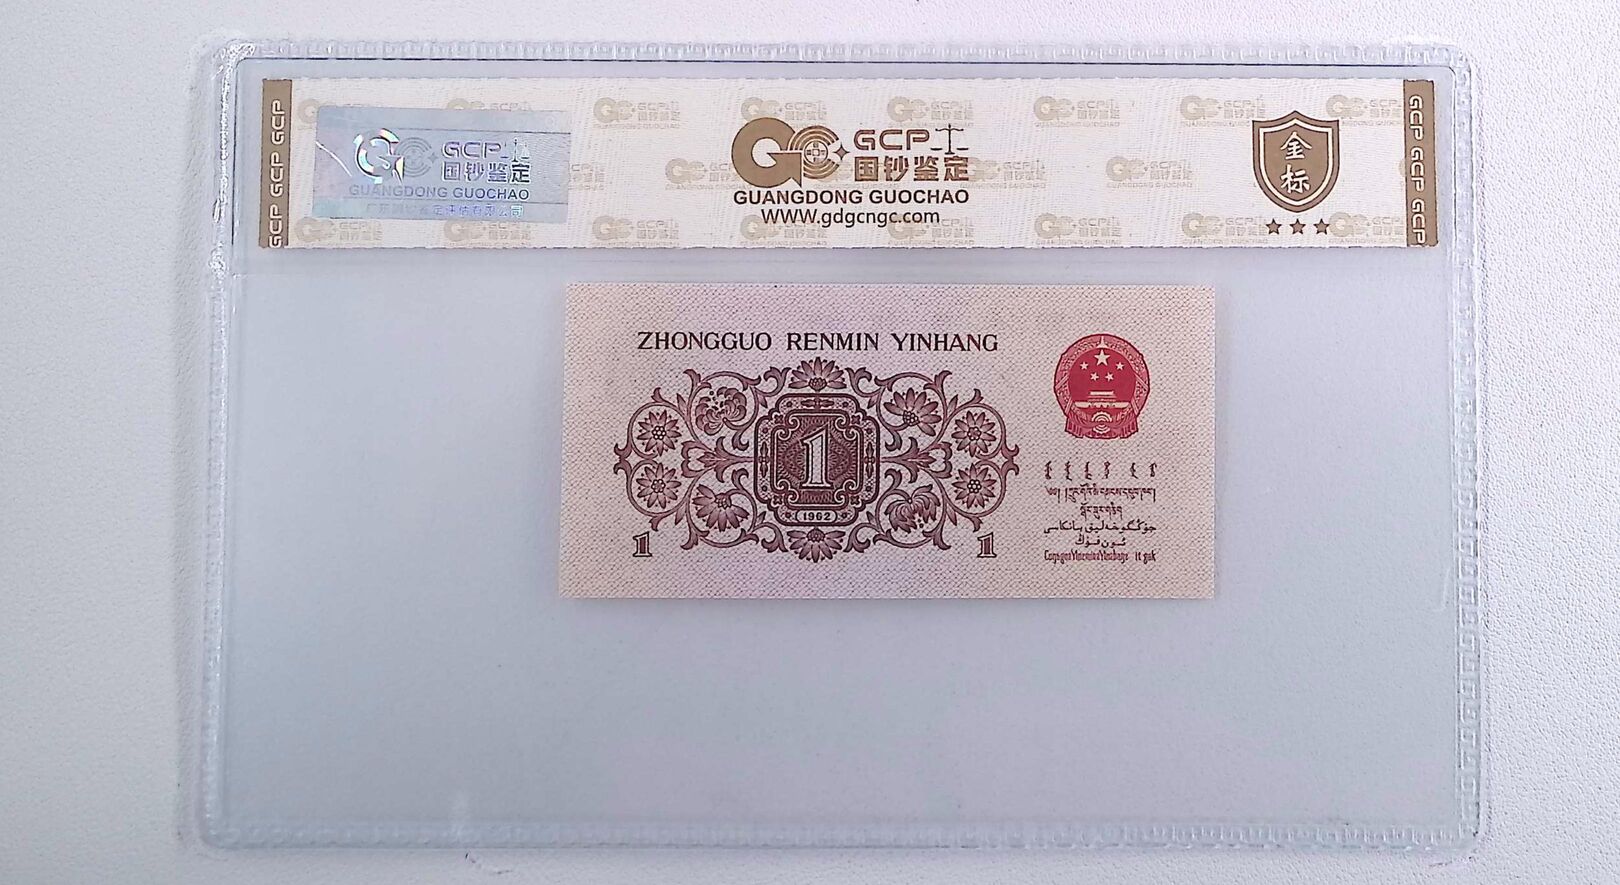 GCP GCP GCP
GCP
国钞鉴定
GUANGDONG GUOCHAO
GCP
国钞鉴定
GUANGDONG GUOCHAO
www.gdgcngc.com
金标
GCP GCP GCP
ZHONGGUO RENMIN YINHANG
1
(1962)
1
1